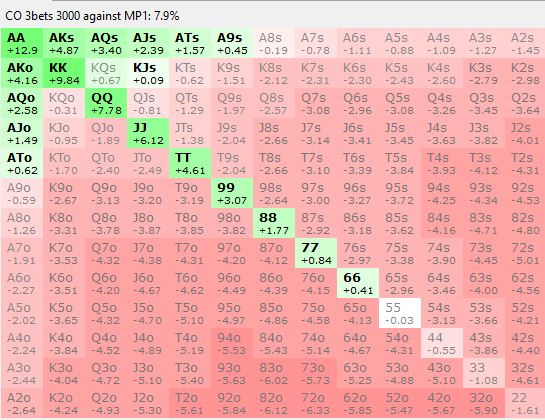 CO 3bets 3000 against MP1: 7.9%
AA AKs AQs AJs ATs A9s A8s A7s A6s A5s A4s A3s A2s
+12.9 +4.87 +3.40 +2.39 +1.57 +0.45 -0.19 -0.78 -1.11 -0.88 -1.09 -1.27 -1.45
AKo KK KQs KJs KTs K9s K8s K7s K6s K5s K4s K3s K2s
+4.16 +9.84 +0.67 +0.09 -0.62 -1.51 -2.12 -2.31 -2.30 -2.43 -2.60 -2.79 -2.98
AQo KQo QQ QJs QTs Q9s Q8s Q7s Q6s Q5s Q4s Q3s Q2s
+2.58 -0.31 +7.78 -0.81 -1.29 -1.97 -2.57 -3.08 -2.96 -3.08 -3.26 -3.45 -3.64
AJo KJo QJo JJ JTs J9s J8s J7s J6s J5s J4s J3s J2s
+1.49 -0.95 -1.89 +6.12 -1.38 -2.04 -2.66 -3.14 -3.41 -3.45 -3.63 -3.82 -4.01
ATo KTo QTo JTo TT T9s T8s T7s T6s T5s T4s T3s T2s
+0.62 -1.70 -2.40 -2.49 +4.61 -2.04 -2.66 -3.10 -3.39 -3.84 -3.93 -4.12 -4.31
A9o K9o Q9o J9o T9o 99 98s 97s 96s 95s 94s 93s 92s
-0.59 -2.67 -3.13 -3.20 -3.19 +3.07 -2.64 -3.00 -3.27 -3.72 -4.25 -4.34 -4.53
A8o K8o Q8o J8o T8o 98o 88 87s 86s 85s 84s 83s 82s
-1.26 -3.31 -3.78 -3.87 -3.85 -3.82 +1.77 -2.92 -3.18 -3.62 -4.16 -4.71 -4.80
A7o K7o Q7o J7o T7o 97o 87o 77 76s 75s 74s 73s 72s
-1.91 -3.53 -4.32 -4.38 -4.31 -4.20 -4.12 +0.84 -2.97 -3.38 -3.90 -4.45 -5.01
A6o K6o Q6o J6o T6o 96o 86o 76o 66 65s 64s 63s 62s
-2.27 -3.51 -4.20 -4.67 -4.62 -4.49 -4.39 -4.15 +0.41 -2.96 -3.46 -4.00 -4.56
A5o K5o Q5o J5o T5o 95o 85o 75o 65o 55 54s 53s 52s
-2.02 -3.65 -4.32 -4.70 -5.10 -4.97 -4.86 -4.58 -4.13 -0.03 -3.13 -3.66 -4.21
A4o K4o Q4o J4o T4o 94o 84o 74o 64o 54o 44 43s 42s
-2.24 -3.84 -4.52 -4.89 -5.19 -5.53 -5.43 -5.14 -4.67 -4.31 -0.55 -3.86 -4.40
A3o K3o Q3o J3o T3o 93o 83o 73o 63o 53o 43o 33 32s
-2.44 -4.04 -4.72 -5.10 -5.40 -5.63 -6.02 -5.73 -5.25 -4.88 -5.10 -1.08 -4.61
A2o K2o Q2o J2o T2o 92o 82o 72o 62o 52o 42o 32o 22
-2.64 -4.24 -4.93 -5.30 -5.61 -5.84 -6.12 -6.33 -5.85 -5.47 -5.67 -5.90 -1.61